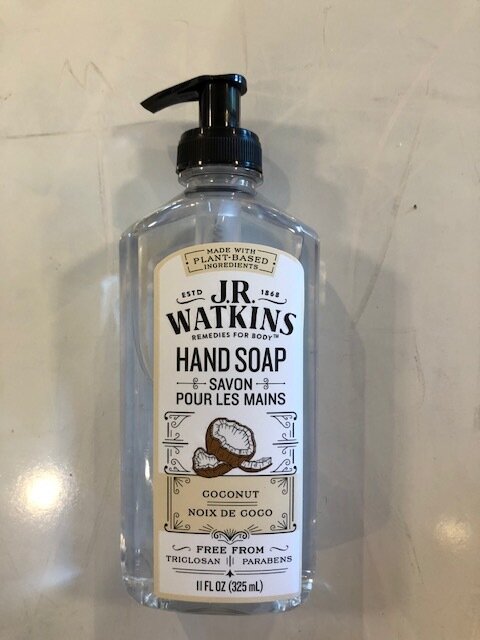 MADE WITH
PLANT-BASED
INGREDIENTS
ESTD 1868
J.R.
WATKINS
REMEDIES FOR BODY™
HAND SOAP
SAVON
POUR LES MAINS
COCONUT
NOIX DE COCO
FREE FROM
TRICLOSAN PARABENS
11 FL OZ (325 mL)